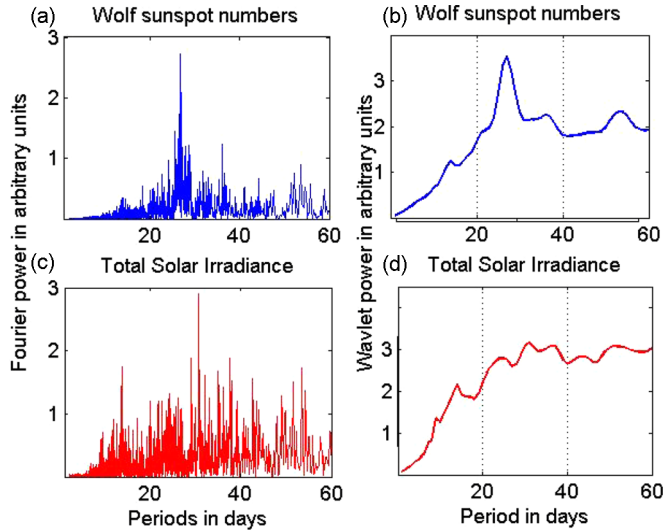 (a) Wolf sunspot numbers
3
2
1
20 40 60
(b) Wolf sunspot numbers
3
2
1
20 40 60
Fourier power in arbitrary units
Wavlet power in arbitrary units
(c) Total Solar Irradiance
3
2
1
20 40 60
Periods in days
(d) Total Solar Irradiance
3
2
1
20 40 60
Period in days